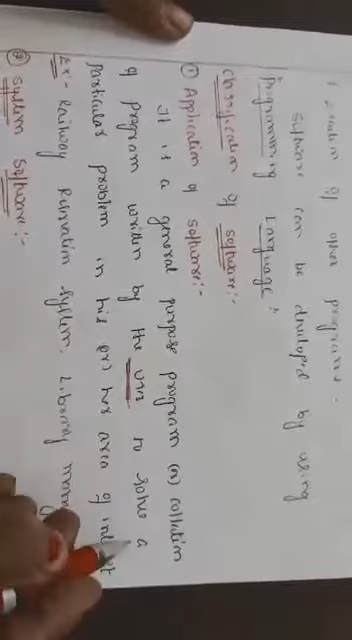 of other programs.
Software can be developed by using
programming Language:
Classification of software:-
① Application of software:-
It is a general purpose program (or) collection
of program written by the user to solve a
particular problem in his (or) her area of
Ex:- Railway Reservation System, Library
② System Software:-